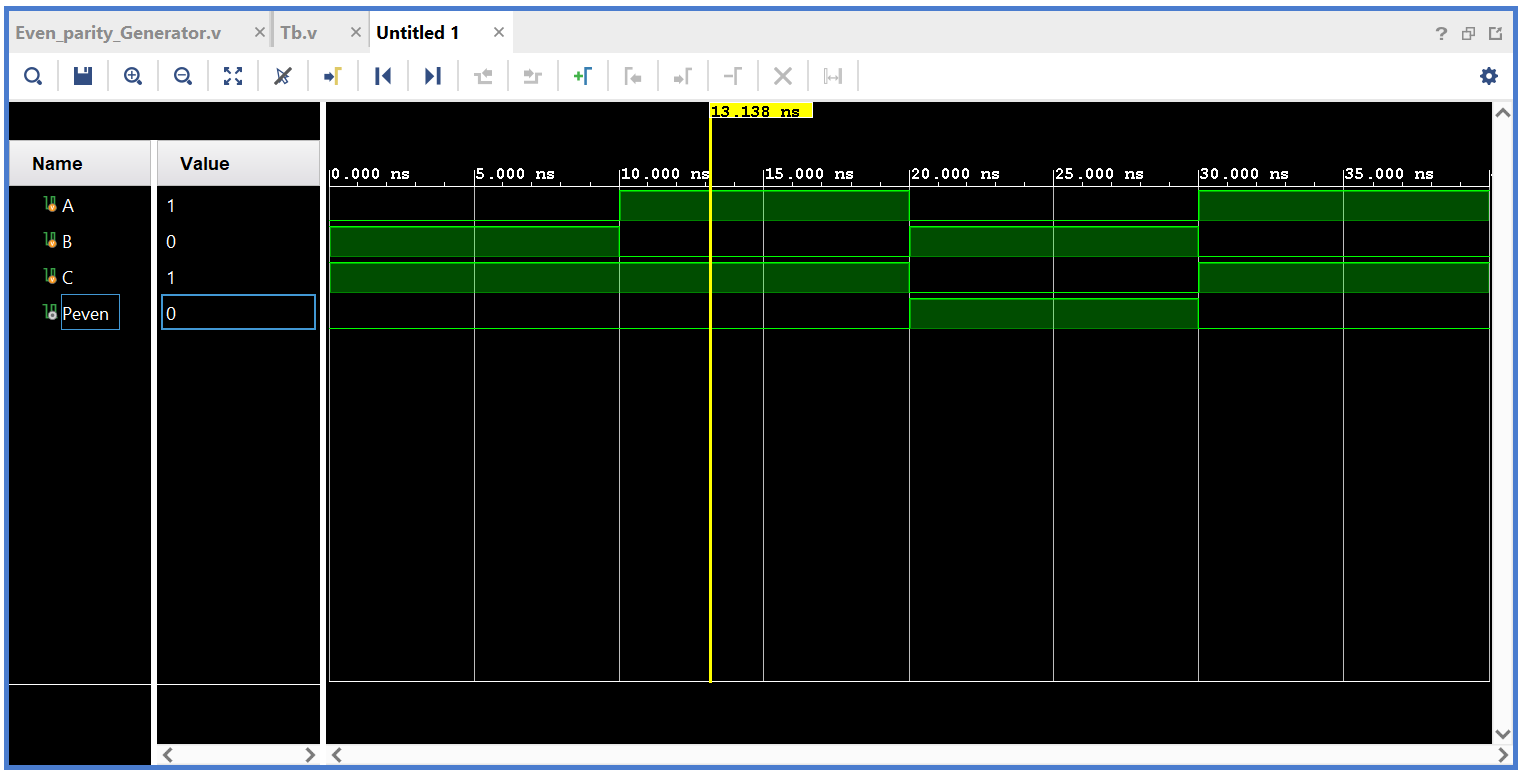 Even_parity_Generator.v × Tb.v × Untitled 1 ×
?
13.138 ns
Name Value
0.000 ns 5.000 ns 10.000 ns 15.000 ns 20.000 ns 25.000 ns 30.000 ns 35.000 ns
A 1
B 0
C 1
Peven 0